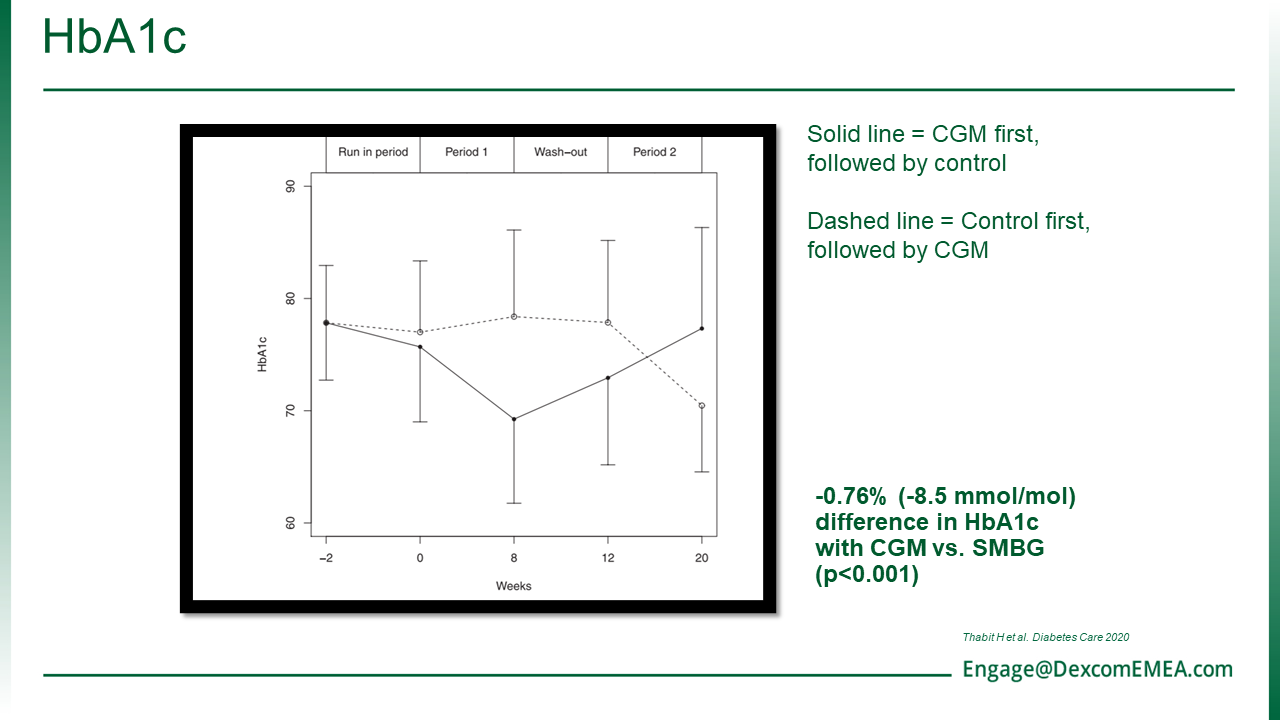 HbA1c
Run in period
Period 1
Wash−out
Period 2
90
80
70
60
HbA1c
−2
0
8
12
20
Weeks
Solid line = CGM first,
followed by control
Dashed line = Control first,
followed by CGM
-0.76% (-8.5 mmol/mol)
difference in HbA1c
with CGM vs. SMBG
(p<0.001)
Thabit H et al. Diabetes Care 2020
Engage@DexcomEMEA.com